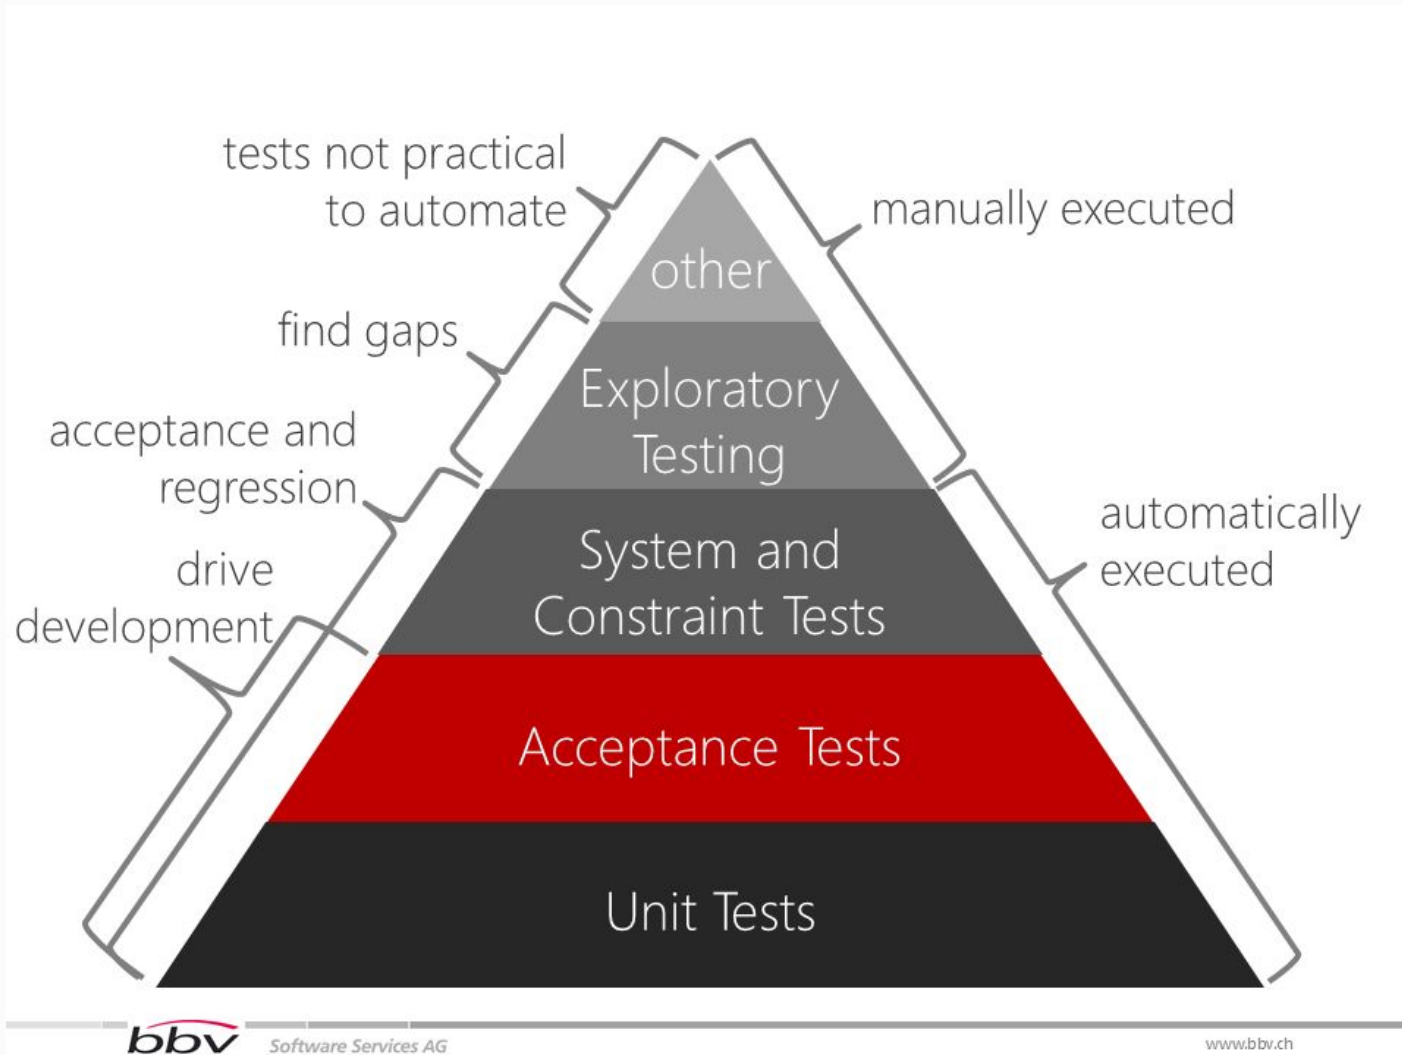 tests not practical
to automate
manually executed
other
find gaps
Exploratory
Testing
acceptance and
regression
automatically
executed
System and
Constraint Tests
drive
development
Acceptance Tests
Unit Tests
bbv
Software Services AG
www.bbv.ch